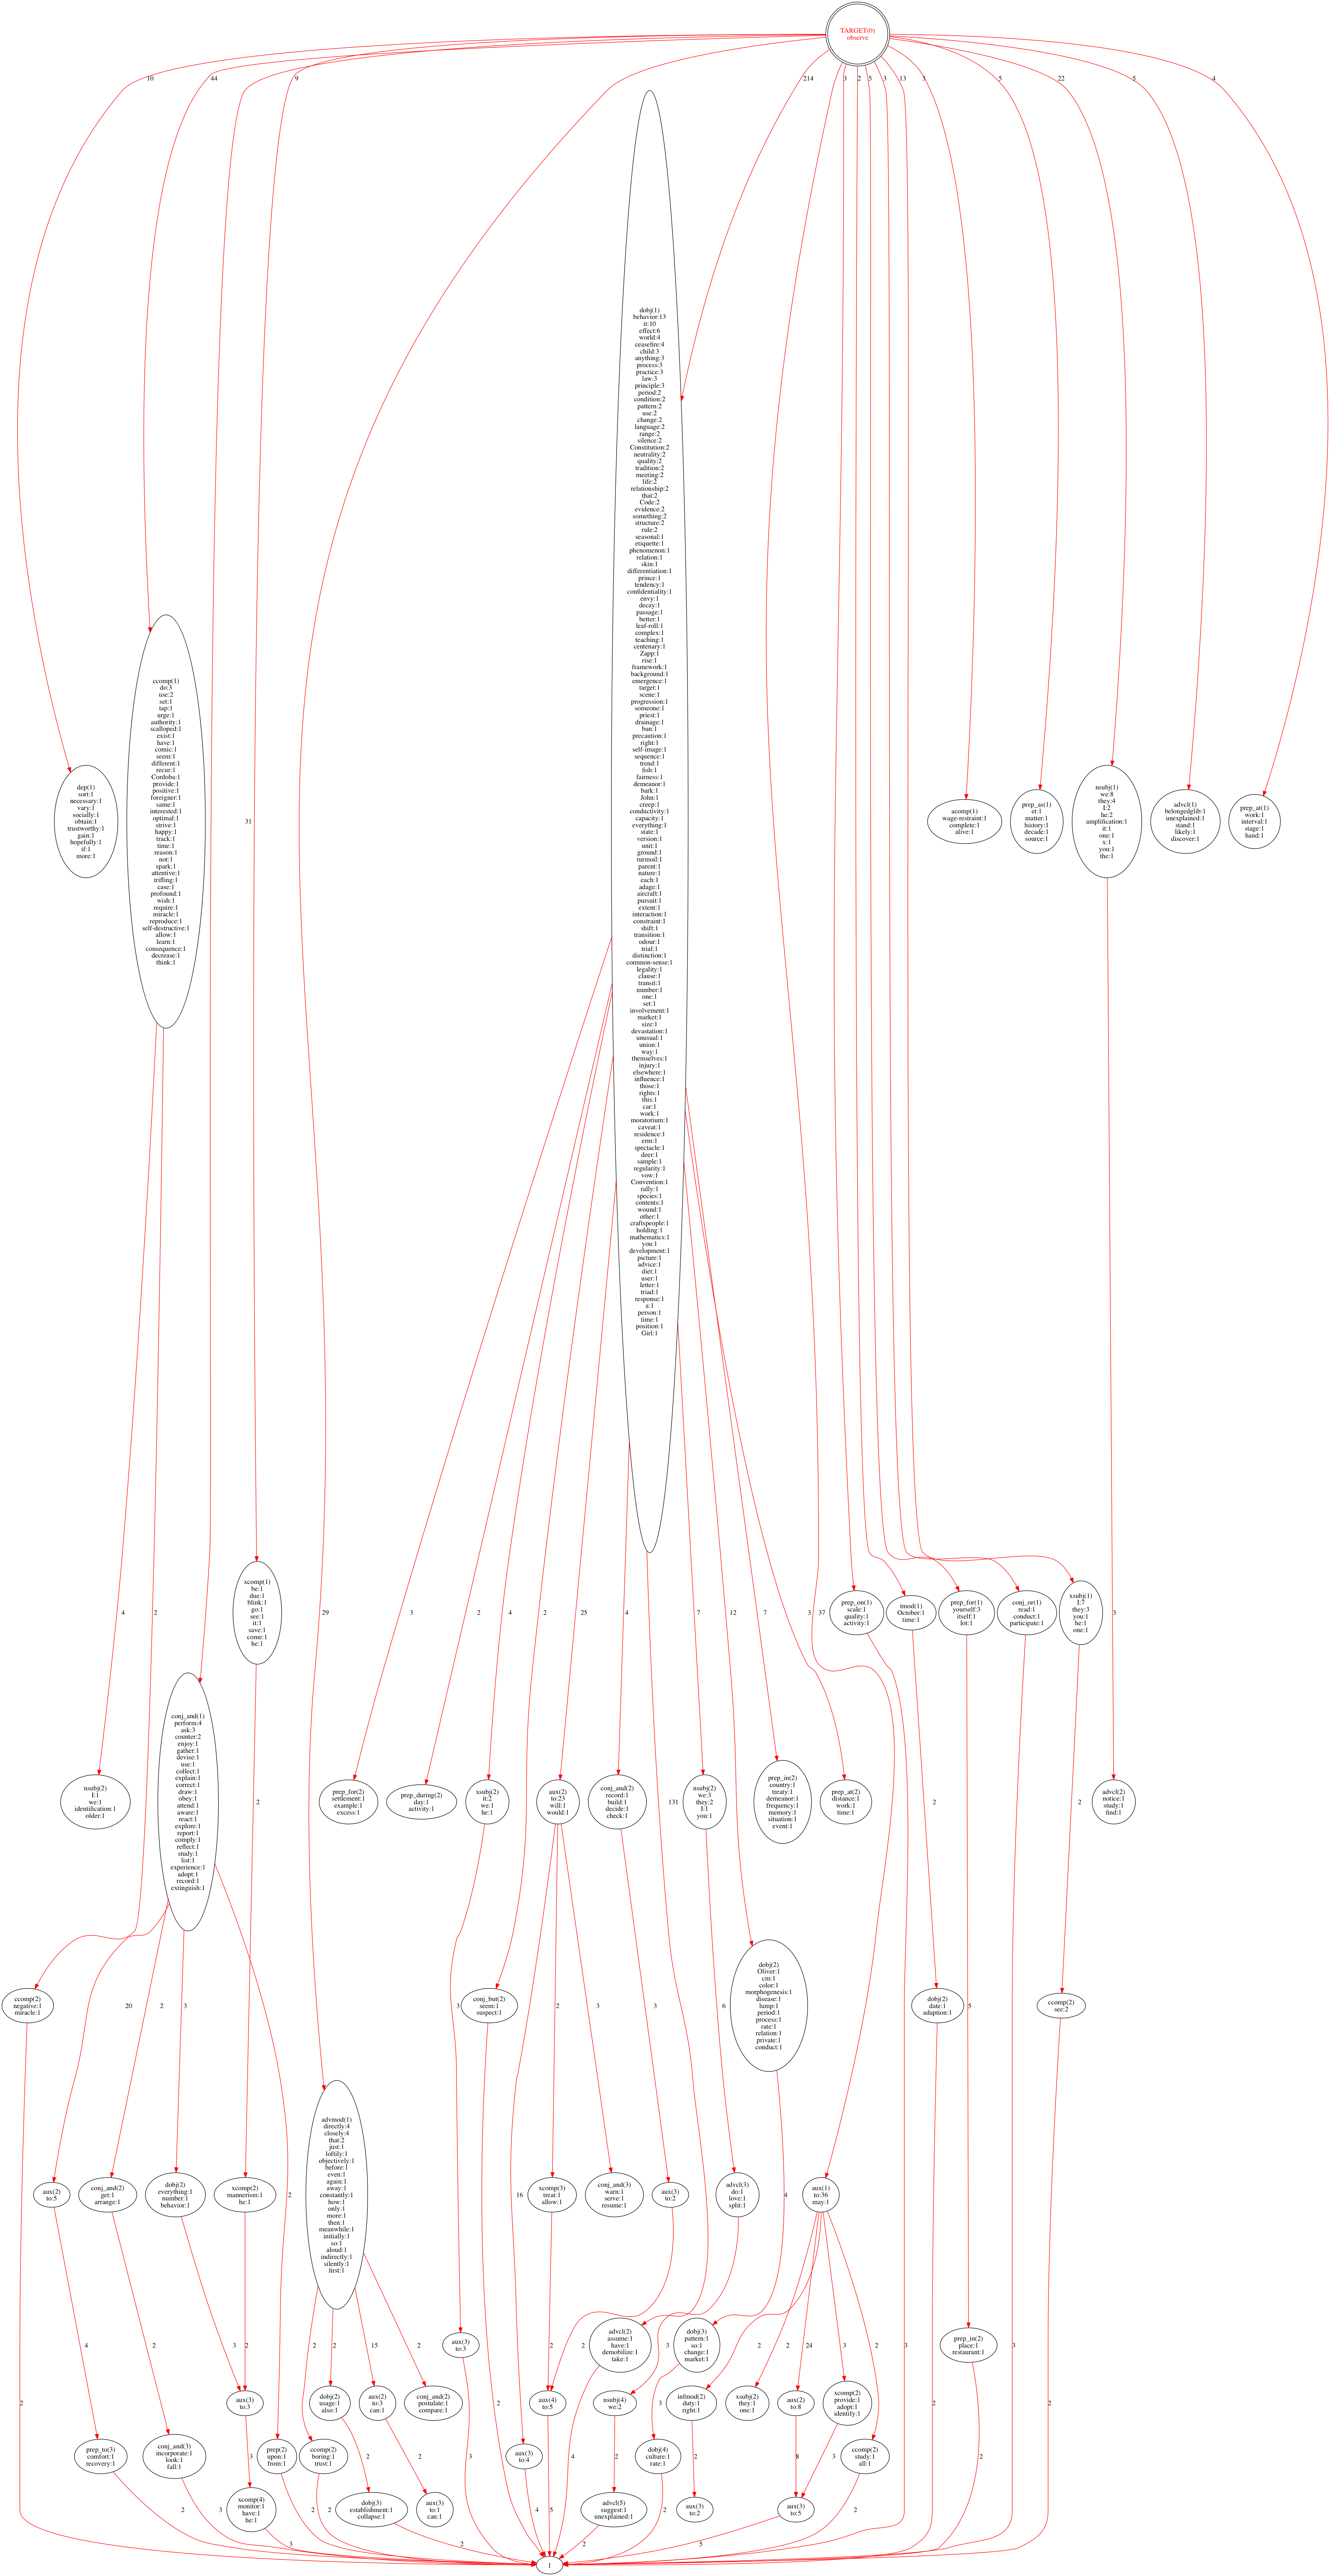 TARGET(0)
observe
10
44
9
214
3
2
5
3
13
3
5
22
5
4
dobj(1)
behavior:13
it:10
effect:6
world:4
ceasefire:4
child:3
anything:3
process:3
practice:3
law:3
principle:3
period:2
condition:2
pattern:2
use:2
change:2
language:2
range:2
silence:2
Constitution:2
neutrality:2
quality:2
tradition:2
meeting:2
life:2
relationship:2
that:2
Code:2
evidence:2
something:2
structure:2
rule:2
seasonal:1
etiquette:1
phenomenon:1
relation:1
skin:1
differentiation:1
prince:1
tendency:1
confidentiality:1
envy:1
decay:1
passage:1
better:1
leaf-roll:1
complex:1
teaching:1
centenary:1
Zapp:1
rise:1
framework:1
background:1
emergence:1
target:1
scene:1
progression:1
someone:1
priest:1
drainage:1
ban:1
precaution:1
right:1
self-image:1
sequence:1
trend:1
fish:1
fairness:1
demeanor:1
bark:1
John:1
creep:1
conductivity:1
capacity:1
everything:1
state:1
version:1
unit:1
ground:1
turmoil:1
parent:1
nature:1
each:1
adage:1
aircraft:1
pursuit:1
extent:1
interaction:1
constraint:1
shift:1
transition:1
odour:1
trial:1
distinction:1
common-sense:1
legality:1
clause:1
transit:1
number:1
one:1
set:1
involvement:1
market:1
size:1
devastation:1
unusual:1
union:1
way:1
themselves:1
injury:1
elsewhere:1
influence:1
those:1
rights:1
this:1
car:1
work:1
moratorium:1
caveat:1
residence:1
erm:1
spectacle:1
deer:1
sample:1
regularity:1
vow:1
Convention:1
rally:1
species:1
contents:1
wound:1
other:1
craftspeople:1
holding:1
mathematics:1
you:1
development:1
picture:1
advice:1
diet:1
user:1
letter:1
triad:1
response:1
a:1
person:1
time:1
position:1
Girl:1
ccomp(1)
do:3
use:2
set:1
tap:1
urge:1
authority:1
scalloped:1
exist:1
have:1
comic:1
seem:1
different:1
recur:1
Cordoba:1
provide:1
positive:1
foreigner:1
same:1
interested:1
optimal:1
strive:1
happy:1
track:1
time:1
reason:1
not:1
spark:1
attentive:1
trifling:1
case:1
profound:1
wish:1
require:1
miracle:1
reproduce:1
self-destructive:1
allow:1
learn:1
consequence:1
decrease:1
think:1
dep(1)
sort:1
necessary:1
vary:1
socially:1
obtain:1
trustworthy:1
gain:1
hopefully:1
if:1
more:1
31
acomp(1)
wage-restraint:1
complete:1
alive:1
prep_as(1)
et:1
matter:1
history:1
decade:1
source:1
nsubj(1)
we:8
they:4
I:2
he:2
amplification:1
it:1
one:1
x:1
you:1
the:1
advcl(1)
belongedglib:1
unexplained:1
stand:1
likely:1
discover:1
prep_at(1)
work:1
interval:1
stage:1
hand:1
4
2
xcomp(1)
be:1
due:1
blink:1
go:1
see:1
it:1
save:1
come:1
he:1
29
3
2
4
2
25
4
7
12
7
3
37
prep_on(1)
scale:1
quality:1
activity:1
tmod(1)
October:1
time:1
prep_for(1)
yourself:3
itself:1
lot:1
conj_or(1)
read:1
conduct:1
participate:1
xsubj(1)
I:7
they:3
you:1
he:1
one:1
3
conj_and(1)
perform:4
ask:3
counter:2
enjoy:1
gather:1
devise:1
use:1
collect:1
explain:1
correct:1
draw:1
obey:1
attend:1
aware:1
react:1
explore:1
report:1
comply:1
reflect:1
study:1
list:1
experience:1
adopt:1
record:1
extinguish:1
nsubj(2)
I:1
we:1
identification:1
older:1
2
prep_for(2)
settlement:1
example:1
excess:1
prep_during(2)
day:1
activity:1
xsubj(2)
it:2
we:1
he:1
aux(2)
to:23
will:1
would:1
conj_and(2)
record:1
build:1
decide:1
check:1
131
nsubj(2)
we:3
they:2
I:1
you:1
prep_in(2)
country:1
treaty:1
demeanor:1
frequency:1
memory:1
situation:1
event:1
prep_at(2)
distance:1
work:1
time:1
2
2
advcl(2)
notice:1
study:1
find:1
ccomp(2)
negative:1
miracle:1
20
2
3
3
conj_but(2)
seem:1
suspect:1
2
3
3
6
dobj(2)
Oliver:1
cm:1
color:1
morphogenesis:1
disease:1
lump:1
period:1
process:1
rate:1
relation:1
private:1
conduct:1
dobj(2)
date:1
adaption:1
5
ccomp(2)
see:2
aux(2)
to:5
conj_and(2)
get:1
arrange:1
dobj(2)
everything:1
number:1
behavior:1
xcomp(2)
mannerism:1
he:1
2
advmod(1)
directly:4
closely:4
that:2
just:1
loftily:1
objectively:1
before:1
even:1
again:1
away:1
constantly:1
how:1
only:1
more:1
then:1
meanwhile:1
initially:1
so:1
aloud:1
indirectly:1
silently:1
first:1
16
xcomp(3)
treat:1
allow:1
conj_and(3)
warn:1
serve:1
resume:1
aux(3)
to:2
advcl(3)
do:1
love:1
split:1
4
aux(1)
to:36
may:1
4
2
3
2
2
2
15
2
aux(3)
to:3
2
2
advcl(2)
assume:1
have:1
demobilize:1
take:1
3
dobj(3)
pattern:1
so:1
change:1
market:1
2
2
24
3
2
3
prep_in(2)
place:1
restaurant:1
3
2
aux(3)
to:3
dobj(2)
usage:1
also:1
aux(2)
to:3
can:1
conj_and(2)
postulate:1
compare:1
2
aux(4)
to:5
nsubj(4)
we:2
3
infmod(2)
duty:1
right:1
xsubj(2)
they:1
one:1
aux(2)
to:8
xcomp(2)
provide:1
adopt:1
identify:1
2
2
prep_to(3)
comfort:1
recovery:1
conj_and(3)
incorporate:1
look:1
fall:1
3
prep(2)
upon:1
from:1
ccomp(2)
boring:1
trust:1
2
2
3
aux(3)
to:4
4
2
dobj(4)
culture:1
rate:1
2
8
3
ccomp(2)
study:1
all:1
2
2
3
xcomp(4)
monitor:1
have:1
he:1
2
2
dobj(3)
establishment:1
collapse:1
aux(3)
to:1
can:1
4
5
advcl(5)
suggest:1
unexplained:1
2
aux(3)
to:2
aux(3)
to:5
2
3
2
2
5
1